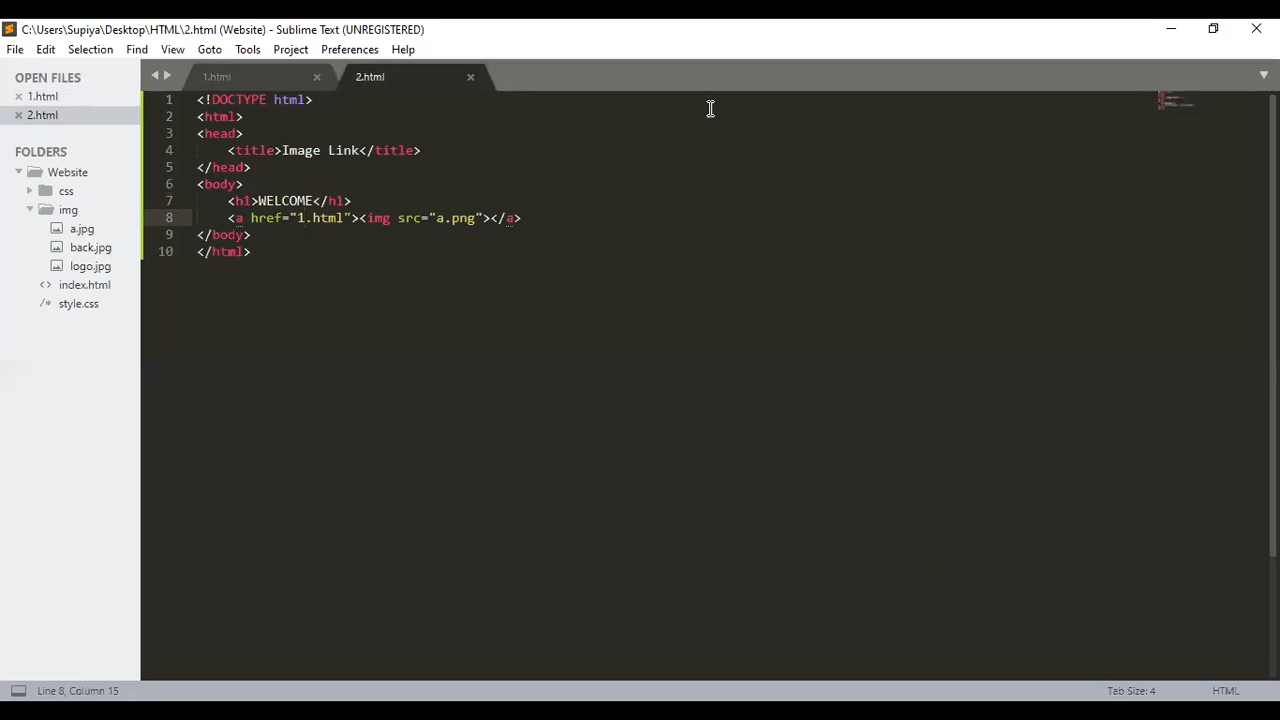 C:\Users\Supiya\Desktop\HTML\2.html (Website) - Sublime Text (UNREGISTERED)
File Edit Selection Find View Goto Tools Project Preferences Help
OPEN FILES
1.html
2.html
FOLDERS
Website
css
img
a.jpg
back.jpg
logo.jpg
index.html
style.css
1.html
2.html
1 <!DOCTYPE html>
2 <html>
3 <head>
4 <title>Image Link</title>
5 </head>
6 <body>
7 <h1>WELCOME</h1>
8 <a href="1.html"><img src="a.png"></a>
9 </body>
10 </html>
Line 8, Column 15
Tab Size: 4
HTML